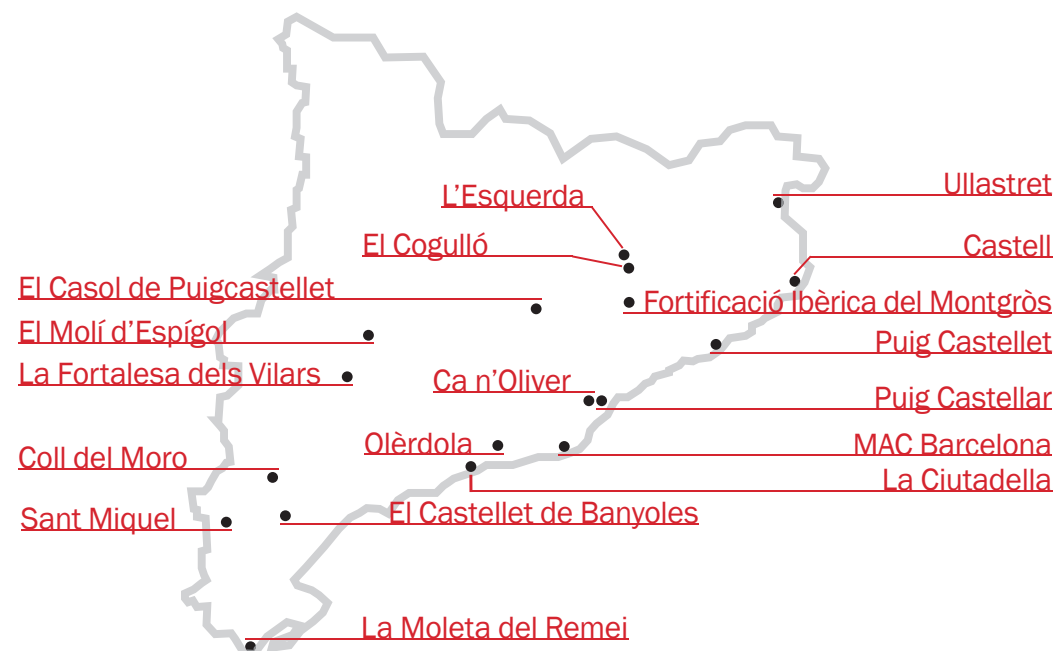 Ullastret
L’Esquerda
El Cogulló
Castell
El Casol de Puigcastellet
Fortificació Ibèrica del Montgròs
El Molí d’Espígol
Puig Castellet
La Fortalesa dels Vilars
Ca n’Oliver
Puig Castellar
Olèrdola
MAC Barcelona
Coll del Moro
La Ciutadella
Sant Miquel
El Castellet de Banyoles
La Moleta del Remei